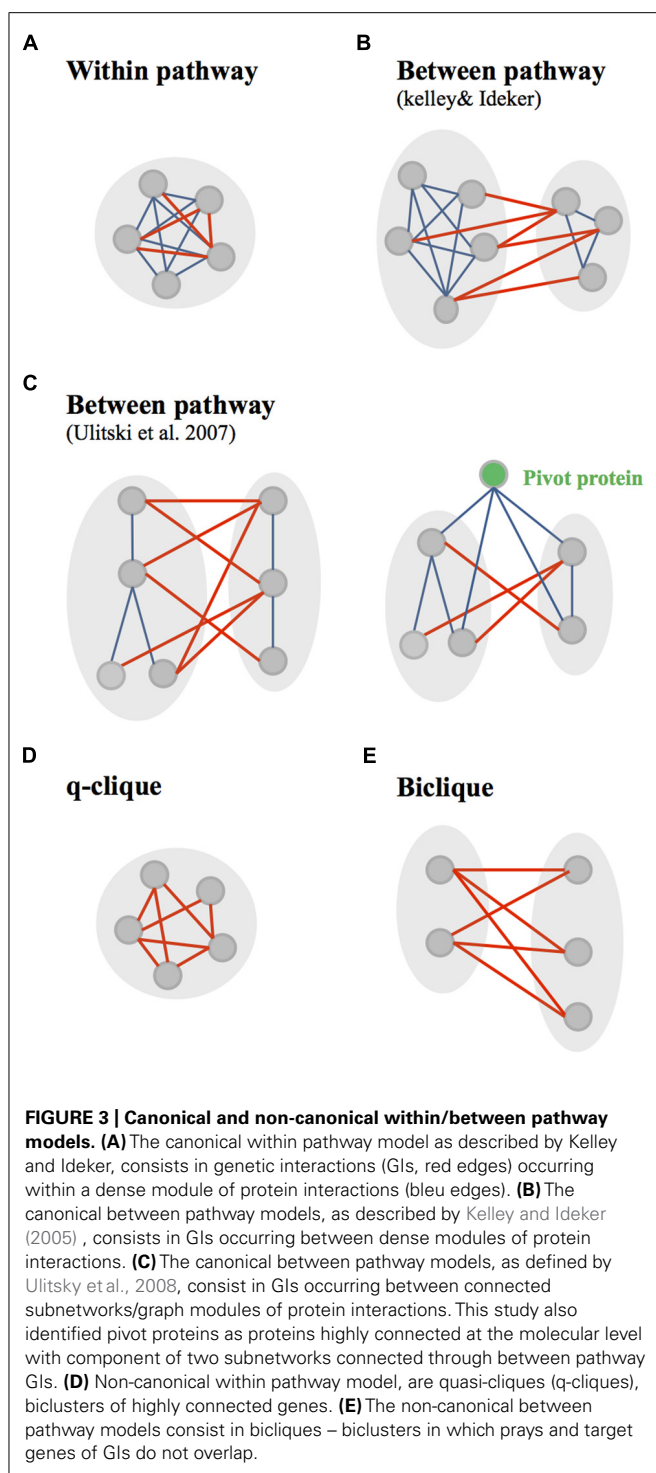 A
Within pathway
B
Between pathway
(kelley& Ideker)
C
Between pathway
(Ulitski et al. 2007)
Pivot protein
D
q-clique
E
Biclique
FIGURE 3 | Canonical and non-canonical within/between pathway
models. (A) The canonical within pathway model as described by Kelley
and Ideker, consists in genetic interactions (GIs, red edges) occurring
within a dense module of protein interactions (bleu edges). (B) The
canonical between pathway models, as described by Kelley and Ideker
(2005) , consists in GIs occurring between dense modules of protein
interactions. (C) The canonical between pathway models, as defined by
Ulitsky et al., 2008, consist in GIs occurring between connected
subnetworks/graph modules of protein interactions. This study also
identified pivot proteins as proteins highly connected at the molecular level
with component of two subnetworks connected through between pathway
GIs. (D) Non-canonical within pathway model, are quasi-cliques (q-cliques),
biclusters of highly connected genes. (E) The non-canonical between
pathway models consist in bicliques – biclusters in which prays and target
genes of GIs do not overlap.